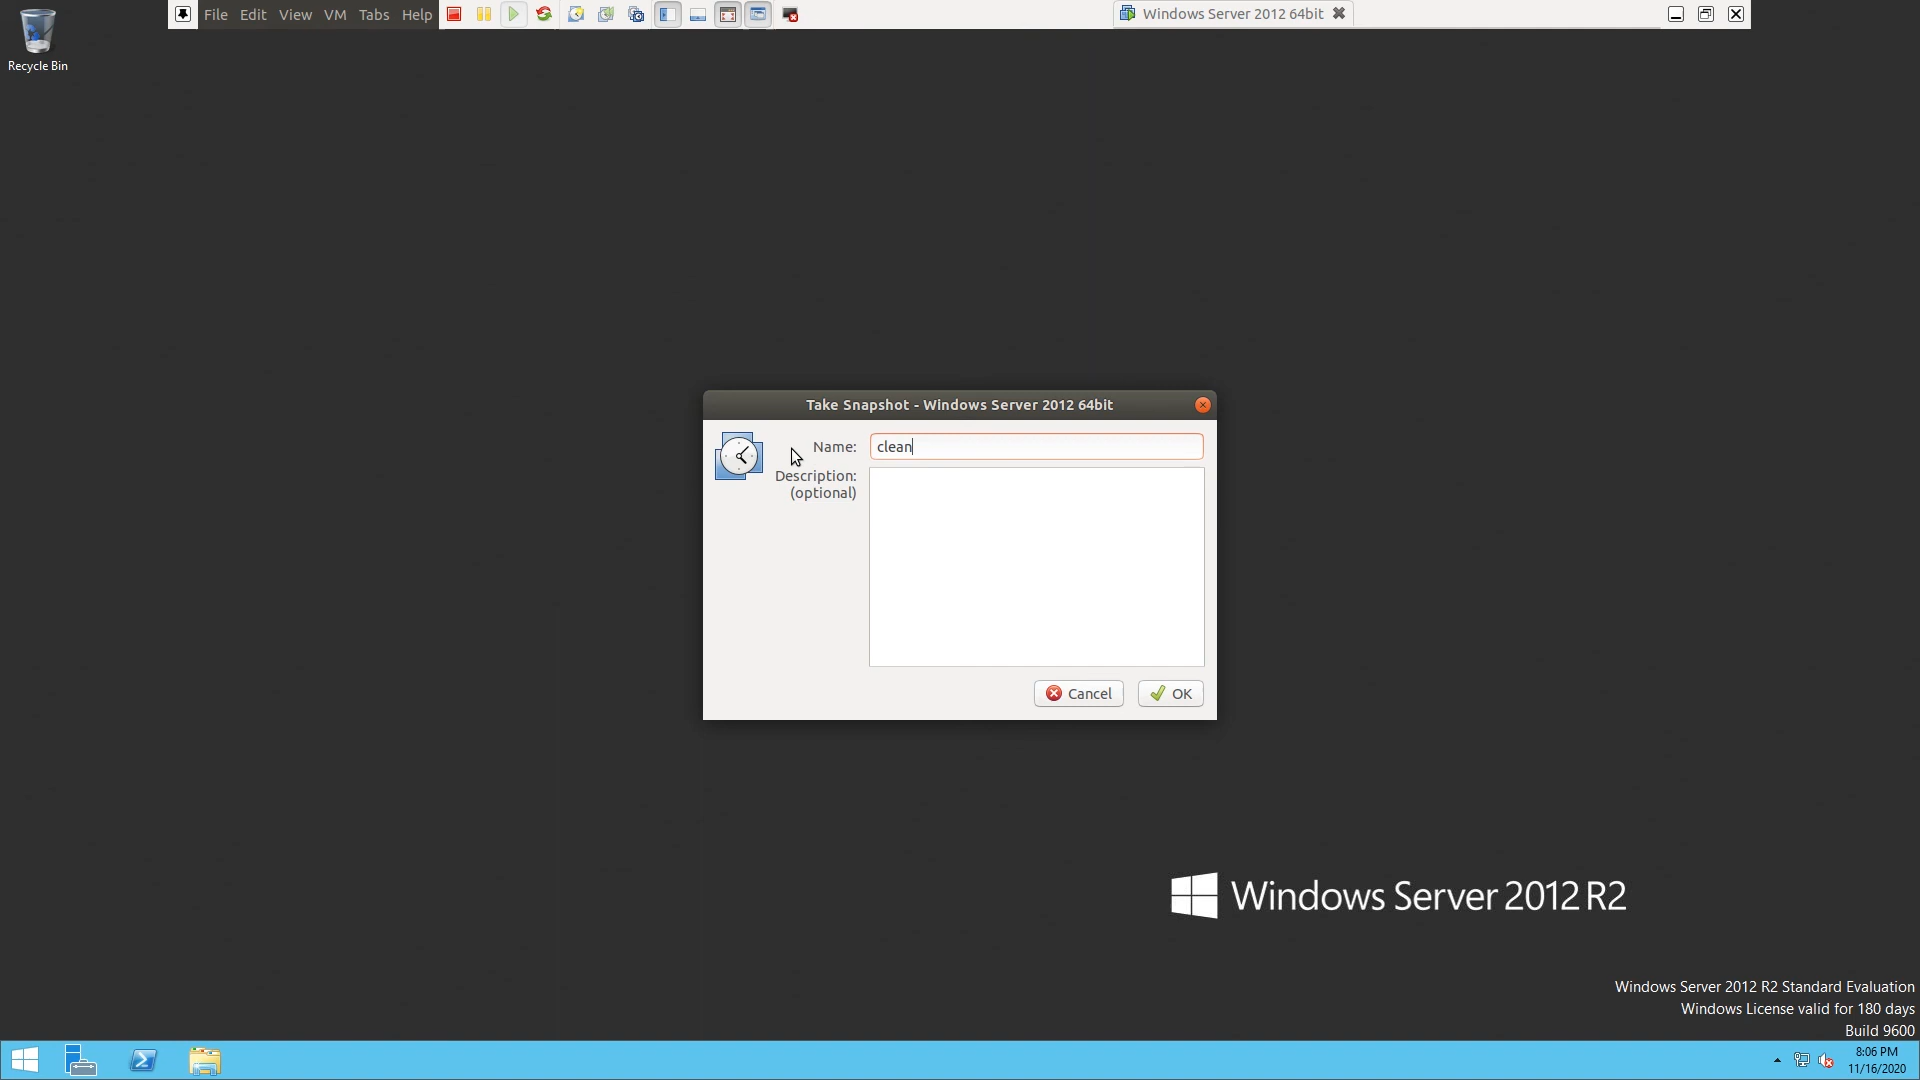 File Edit View VM Tabs Help
Windows Server 2012 64bit
Recycle Bin
Take Snapshot - Windows Server 2012 64bit
Name: clean
Description:
(optional)
Cancel OK
Windows Server 2012 R2
Windows Server 2012 R2 Standard Evaluation
Windows License valid for 180 days
Build 9600
8:06 PM
11/16/2020